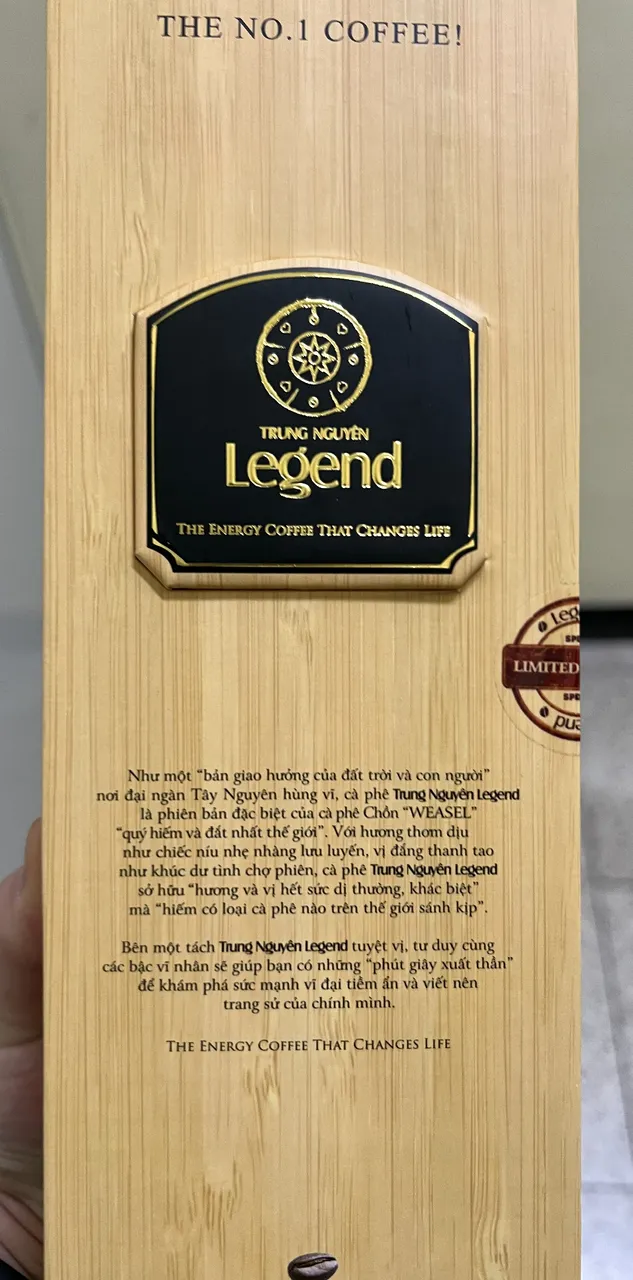 THE NO.1 COFFEE!
TRUNG NGUYÊN
Legend
THE ENERGY COFFEE THAT CHANGES LIFE
LIMITED
Như một “bản giao hưởng của đất trời và con người”
nơi đại ngàn Tây Nguyên hùng vĩ, cà phê Trung Nguyên Legend
là phiên bản đặc biệt của cà phê Chồn “WEASEL”
“quý hiếm và đắt nhất thế giới”. Với hương thơm dịu
như chiếc níu nhẹ nhàng lưu luyến, vị đắng thanh tao
như khúc dư tình chợ phiên, cà phê Trung Nguyên Legend
sở hữu “hương và vị hết sức dị thường, khác biệt”
mà “hiếm có loại cà phê nào trên thế giới sánh kịp”.
Bên một tách Trung Nguyên Legend tuyệt vị, tư duy cùng
các bậc vĩ nhân sẽ giúp bạn có những “phút giây xuất thần”
để khám phá sức mạnh vĩ đại tiềm ẩn và viết nên
trang sử của chính mình.
THE ENERGY COFFEE THAT CHANGES LIFE